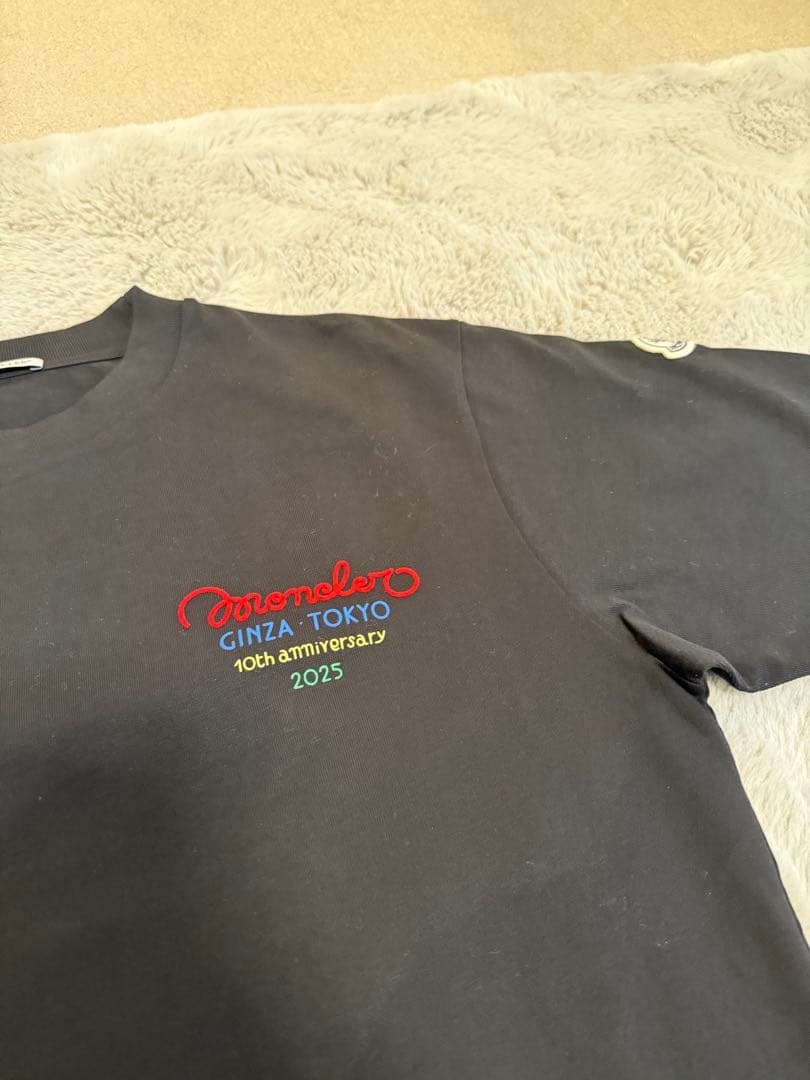 moncler
GINZA · TOKYO
10th anniversary
2025